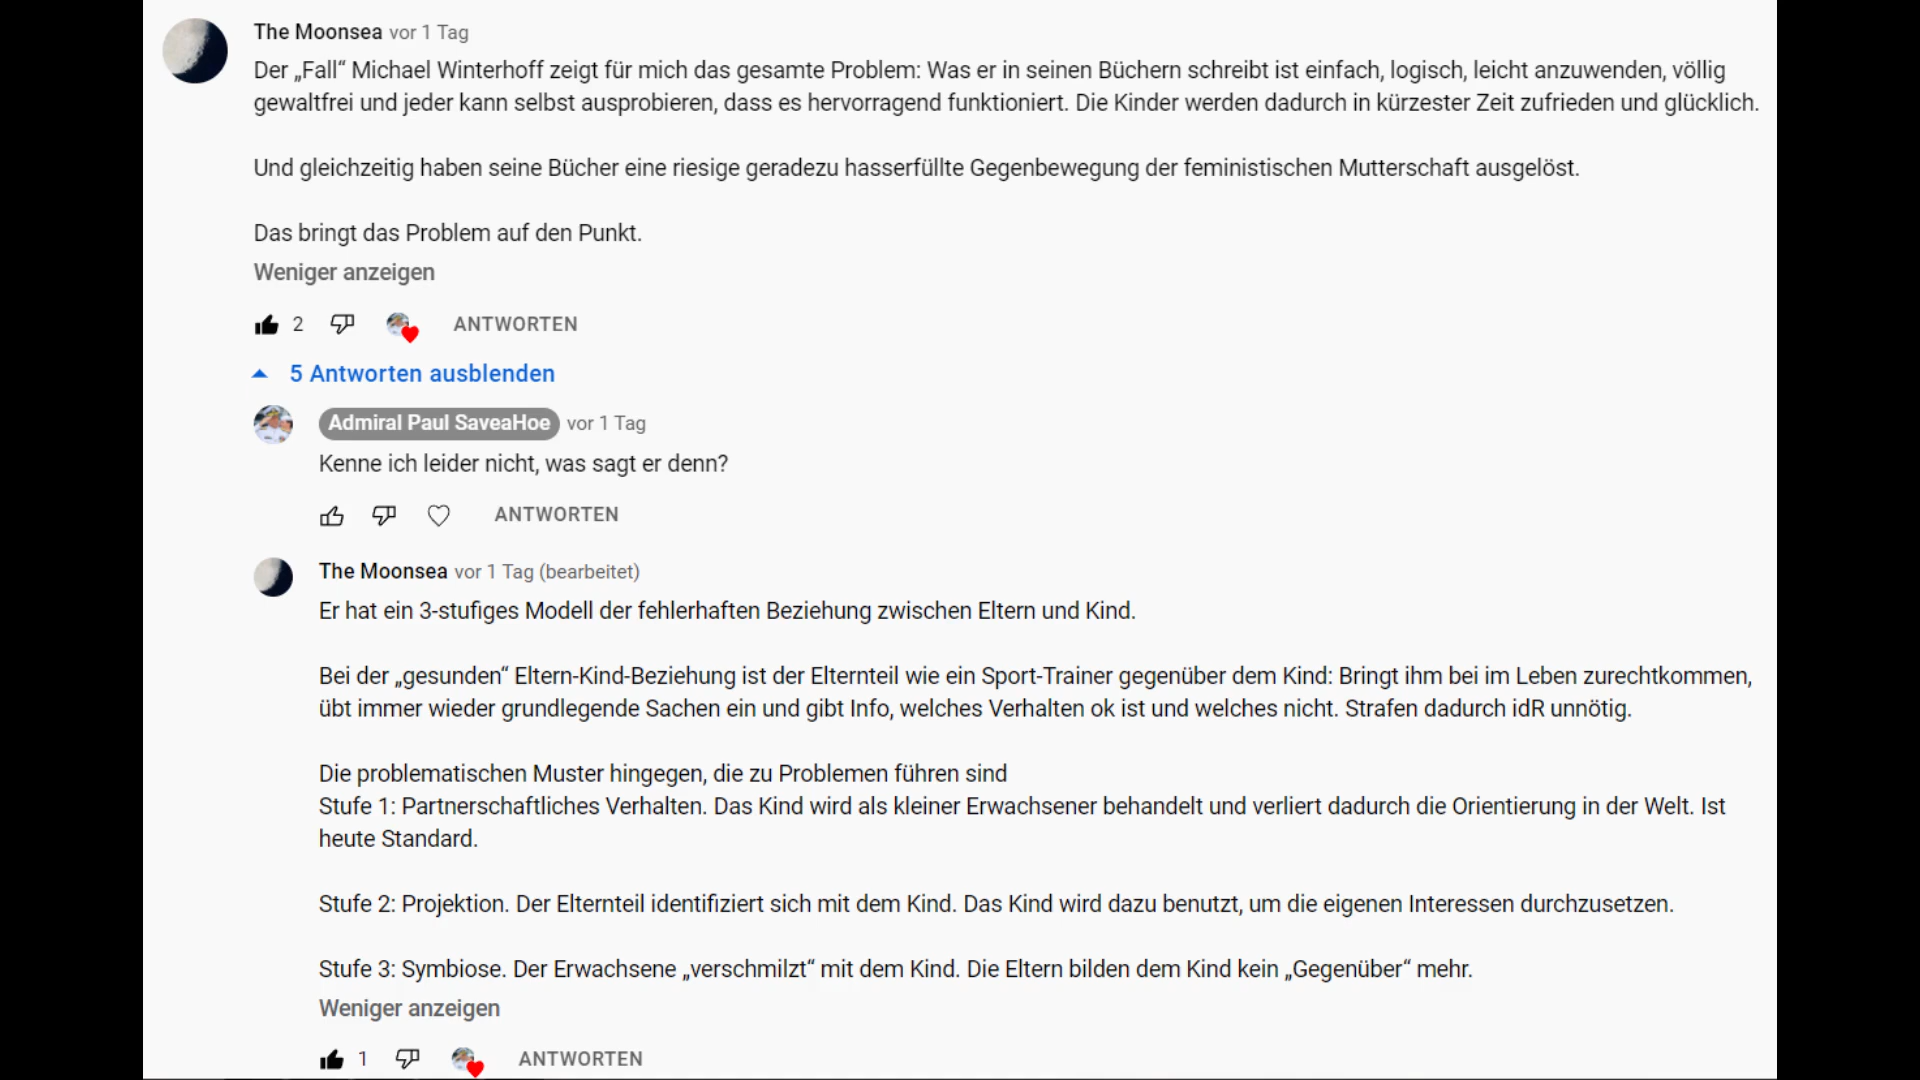 The Moonsea vor 1 Tag
Der „Fall“ Michael Winterhoff zeigt für mich das gesamte Problem: Was er in seinen Büchern schreibt ist einfach, logisch, leicht anzuwenden, völlig
gewaltfrei und jeder kann selbst ausprobieren, dass es hervorragend funktioniert. Die Kinder werden dadurch in kürzester Zeit zufrieden und glücklich.
Und gleichzeitig haben seine Bücher eine riesige geradezu hasserfüllte Gegenbewegung der feministischen Mutterschaft ausgelöst.
Das bringt das Problem auf den Punkt.
Weniger anzeigen
2 ANTWORTEN
5 Antworten ausblenden
Admiral Paul SaveaHoe vor 1 Tag
Kenne ich leider nicht, was sagt er denn?
ANTWORTEN
The Moonsea vor 1 Tag (bearbeitet)
Er hat ein 3-stufiges Modell der fehlerhaften Beziehung zwischen Eltern und Kind.
Bei der „gesunden“ Eltern-Kind-Beziehung ist der Elternteil wie ein Sport-Trainer gegenüber dem Kind: Bringt ihm bei im Leben zurechtkommen,
übt immer wieder grundlegende Sachen ein und gibt Info, welches Verhalten ok ist und welches nicht. Strafen dadurch idR unnötig.
Die problematischen Muster hingegen, die zu Problemen führen sind
Stufe 1: Partnerschaftliches Verhalten. Das Kind wird als kleiner Erwachsener behandelt und verliert dadurch die Orientierung in der Welt. Ist
heute Standard.
Stufe 2: Projektion. Der Elternteil identifiziert sich mit dem Kind. Das Kind wird dazu benutzt, um die eigenen Interessen durchzusetzen.
Stufe 3: Symbiose. Der Erwachsene „verschmilzt“ mit dem Kind. Die Eltern bilden dem Kind kein „Gegenüber“ mehr.
Weniger anzeigen
1 ANTWORTEN